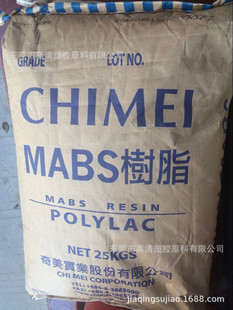 GRADE LOT NO.
CHIMEI
MABS樹脂
MABS RESIN
POLYLAC
NET 25KGS
奇美實業股份有限公司
CHI MEI CORPORATION
jiaqingsujiao.1688.com